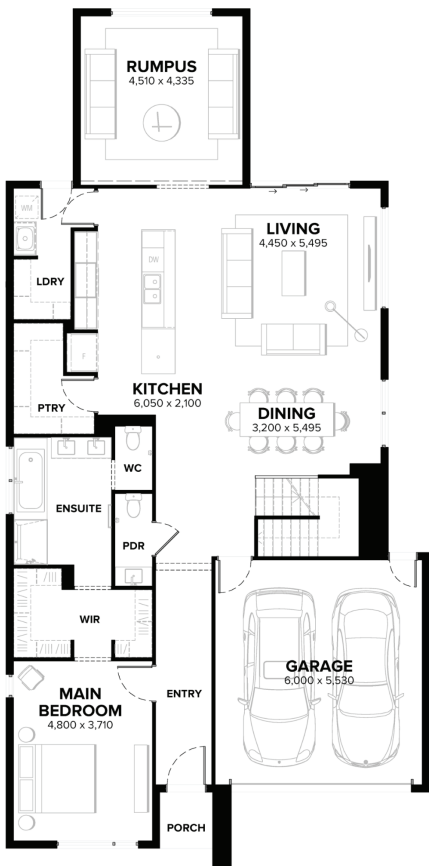 RUMPUS
4,510 x 4,335
WM
LIVING
4,450 x 5,495
LDRY
DW
F
KITCHEN
6,050 x 2,100
PTRY
DINING
3,200 x 5,495
WC
ENSUITE
PDR
WIR
GARAGE
6,000 x 5,530
MAIN
BEDROOM
4,800 x 3,710
ENTRY
PORCH